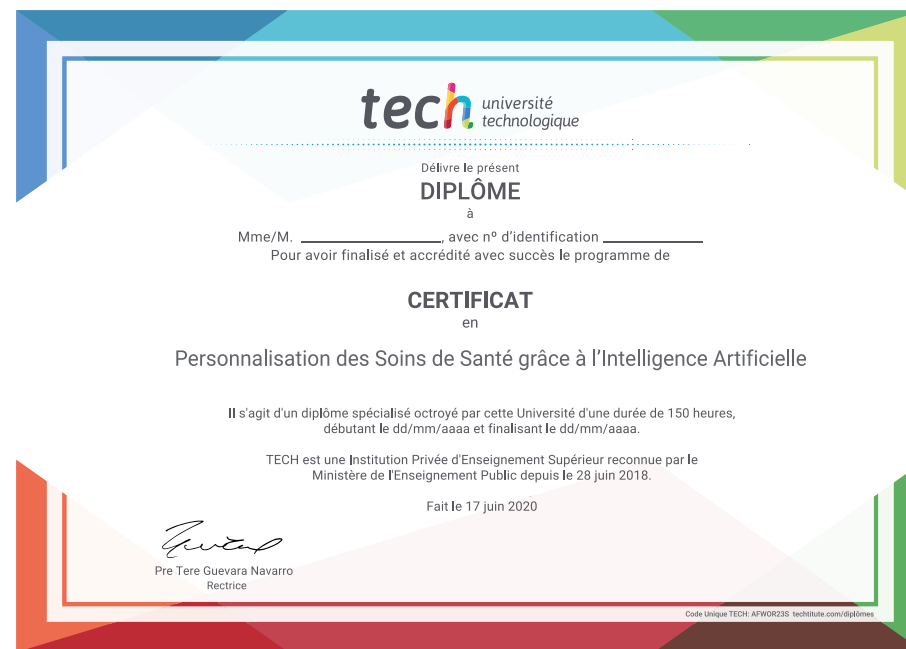 tech université
technologique
Délivre le présent
DIPLÔME
à
Mme/M. ____________________, avec nº d'identification ______________
Pour avoir finalisé et accrédité avec succès le programme de
CERTIFICAT
en
Personnalisation des Soins de Santé grâce à l'Intelligence Artificielle
Il s'agit d'un diplôme spécialisé octroyé par cette Université d'une durée de 150 heures,
débutant le dd/mm/aaaa et finalisant le dd/mm/aaaa.
TECH est une Institution Privée d'Enseignement Supérieur reconnue par le
Ministère de l'Enseignement Public depuis le 28 juin 2018.
Fait le 17 juin 2020
Pre Tere Guevara Navarro
Rectrice
Code Unique TECH: AFWOR23S techtitute.com/diplômes